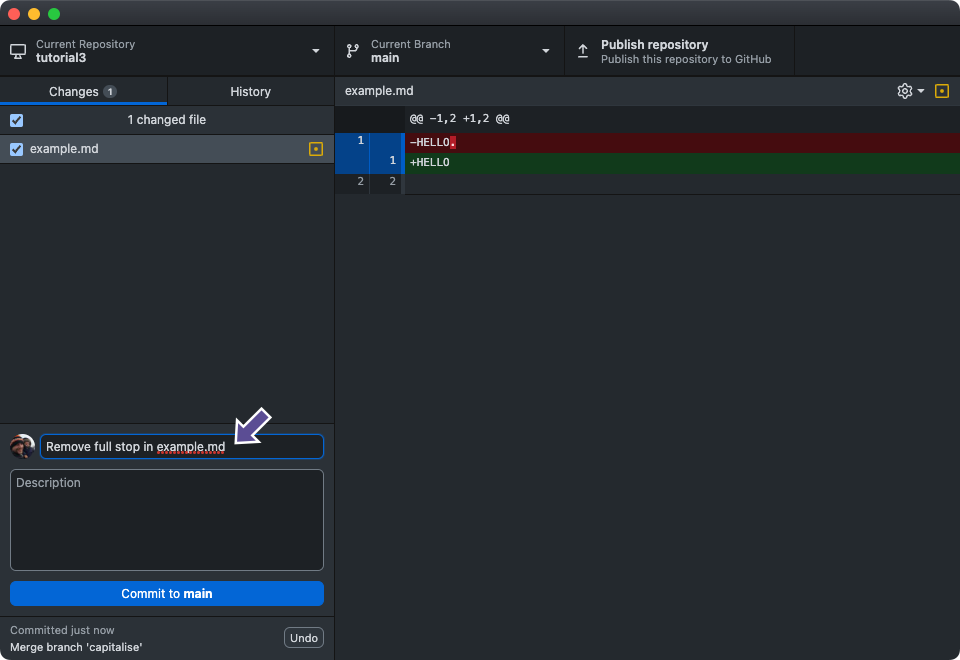 Current Repository
tutorial3
Current Branch
main
Publish repository
Publish this repository to GitHub
Changes 1
History
example.md
1 changed file
example.md
@@ -1,2 +1,2 @@
1 -HELLO.
1 +HELLO
2 2
Remove full stop in example.md
Description
Commit to main
Committed just now
Merge branch 'capitalise'
Undo